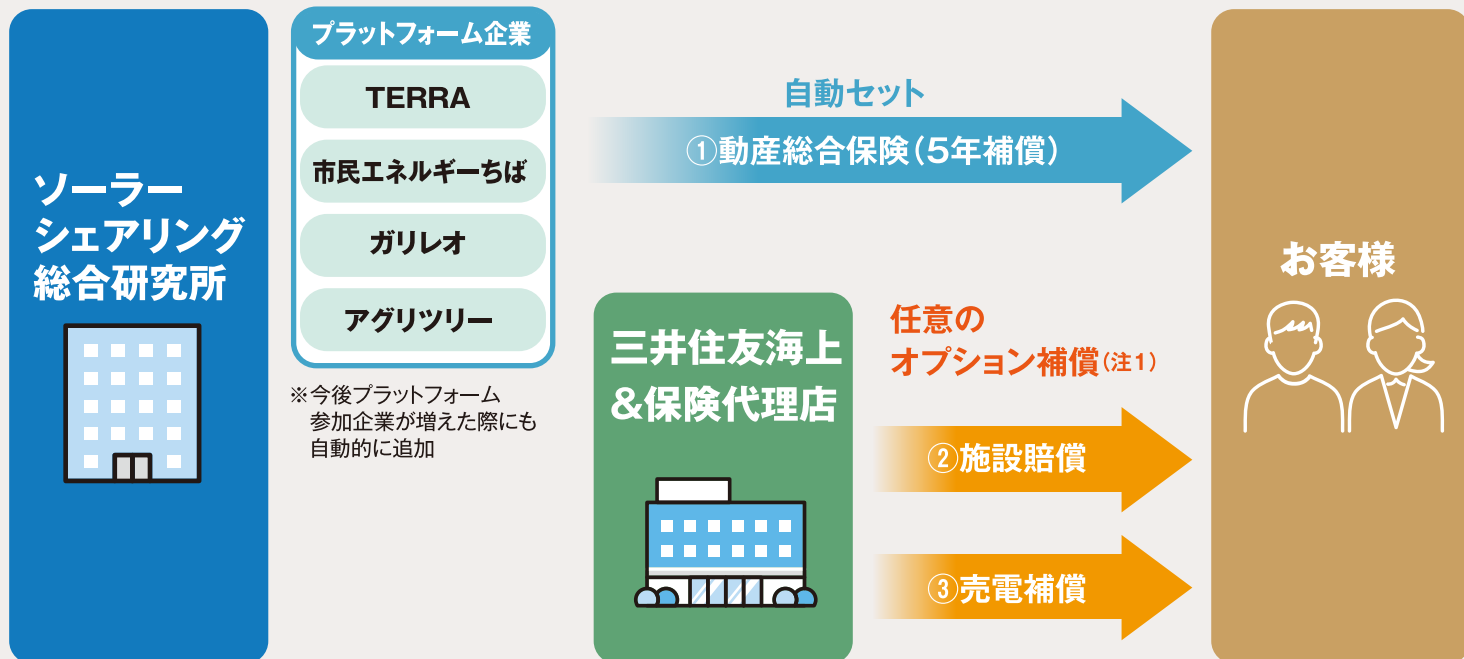 ソーラー
シェアリング
総合研究所
プラットフォーム企業
TERRA
市民エネルギーちば
ガリレオ
アグリツリー
※今後プラットフォーム
参加企業が増えた際にも
自動的に追加
自動セット
①動産総合保険(5年補償)
三井住友海上
&保険代理店
任意の
オプション補償(注1)
②施設賠償
③売電補償
お客様